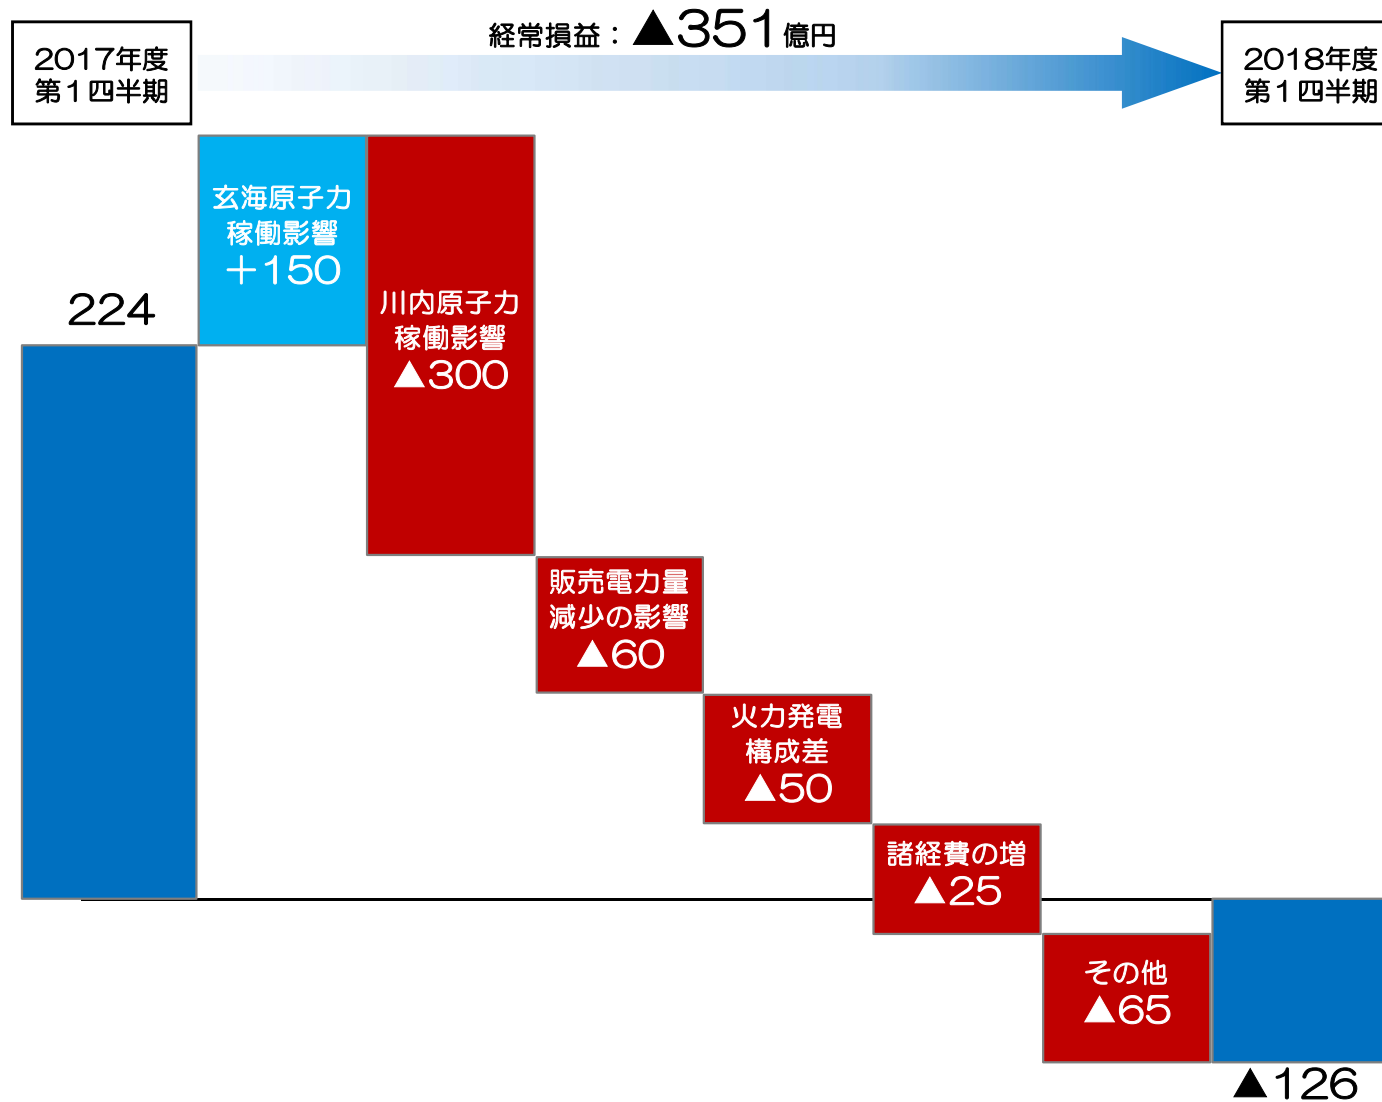 経常損益：▲351億円
2017年度
第１四半期
2018年度
第１四半期
玄海原子力
稼働影響
＋150
224
川内原子力
稼働影響
▲300
販売電力量
減少の影響
▲60
火力発電
構成差
▲50
諸経費の増
▲25
その他
▲65
▲126